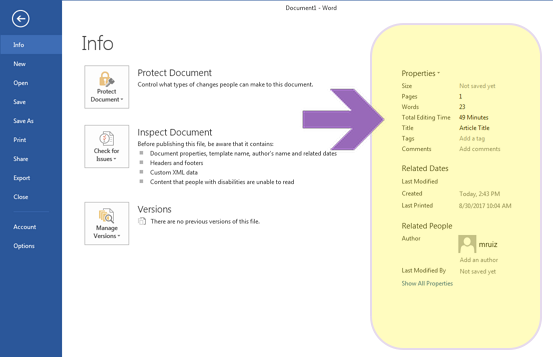 Document1 - Word
Info
New
Open
Save
Save As
Print
Share
Export
Close
Account
Options
Info
Protect Document
Protect Document
Control what types of changes people can make to this document.
Check for Issues
Inspect Document
Before publishing this file, be aware that it contains:
Document properties, template name, author's name and related dates
Headers and footers
Custom XML data
Content that people with disabilities are unable to read
Manage Versions
Versions
There are no previous versions of this file.
Properties
Size Not saved yet
Pages 1
Words 23
Total Editing Time 49 Minutes
Title Article Title
Tags Add a tag
Comments Add comments
Related Dates
Last Modified
Created Today, 2:43 PM
Last Printed 8/30/2017 10:04 AM
Related People
Author mruiz
Add an author
Last Modified By Not saved yet
Show All Properties